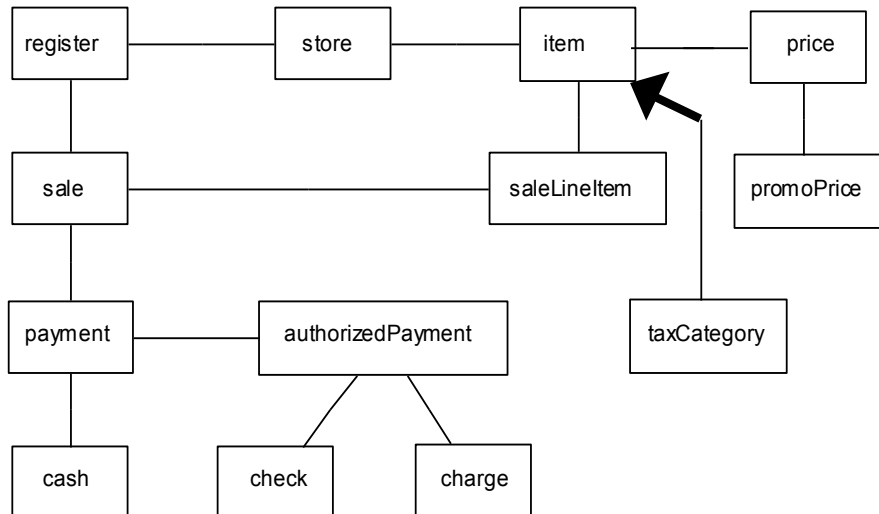 register
store
item
price
sale
saleLineItem
promoPrice
payment
authorizedPayment
taxCategory
cash
check
charge